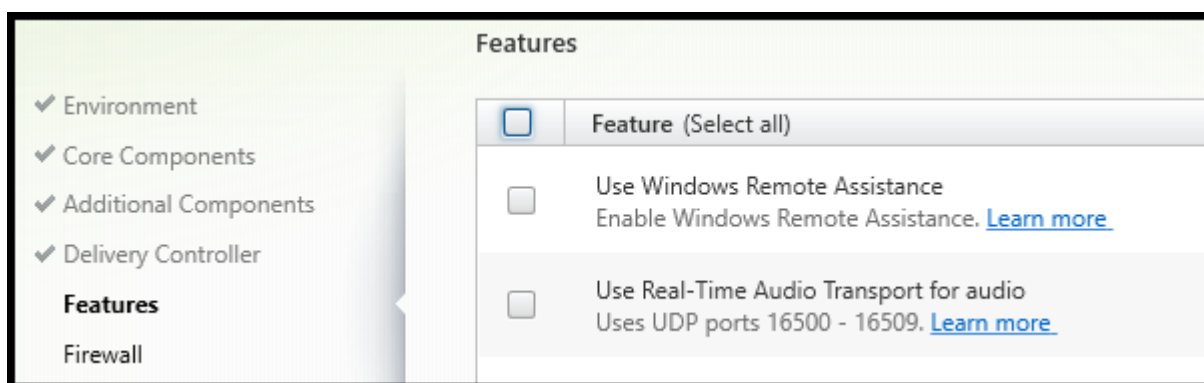 Features
Environment
Core Components
Additional Components
Delivery Controller
Features
Firewall
Feature (Select all)
Use Windows Remote Assistance
Enable Windows Remote Assistance. Learn more
Use Real-Time Audio Transport for audio
Uses UDP ports 16500 - 16509. Learn more